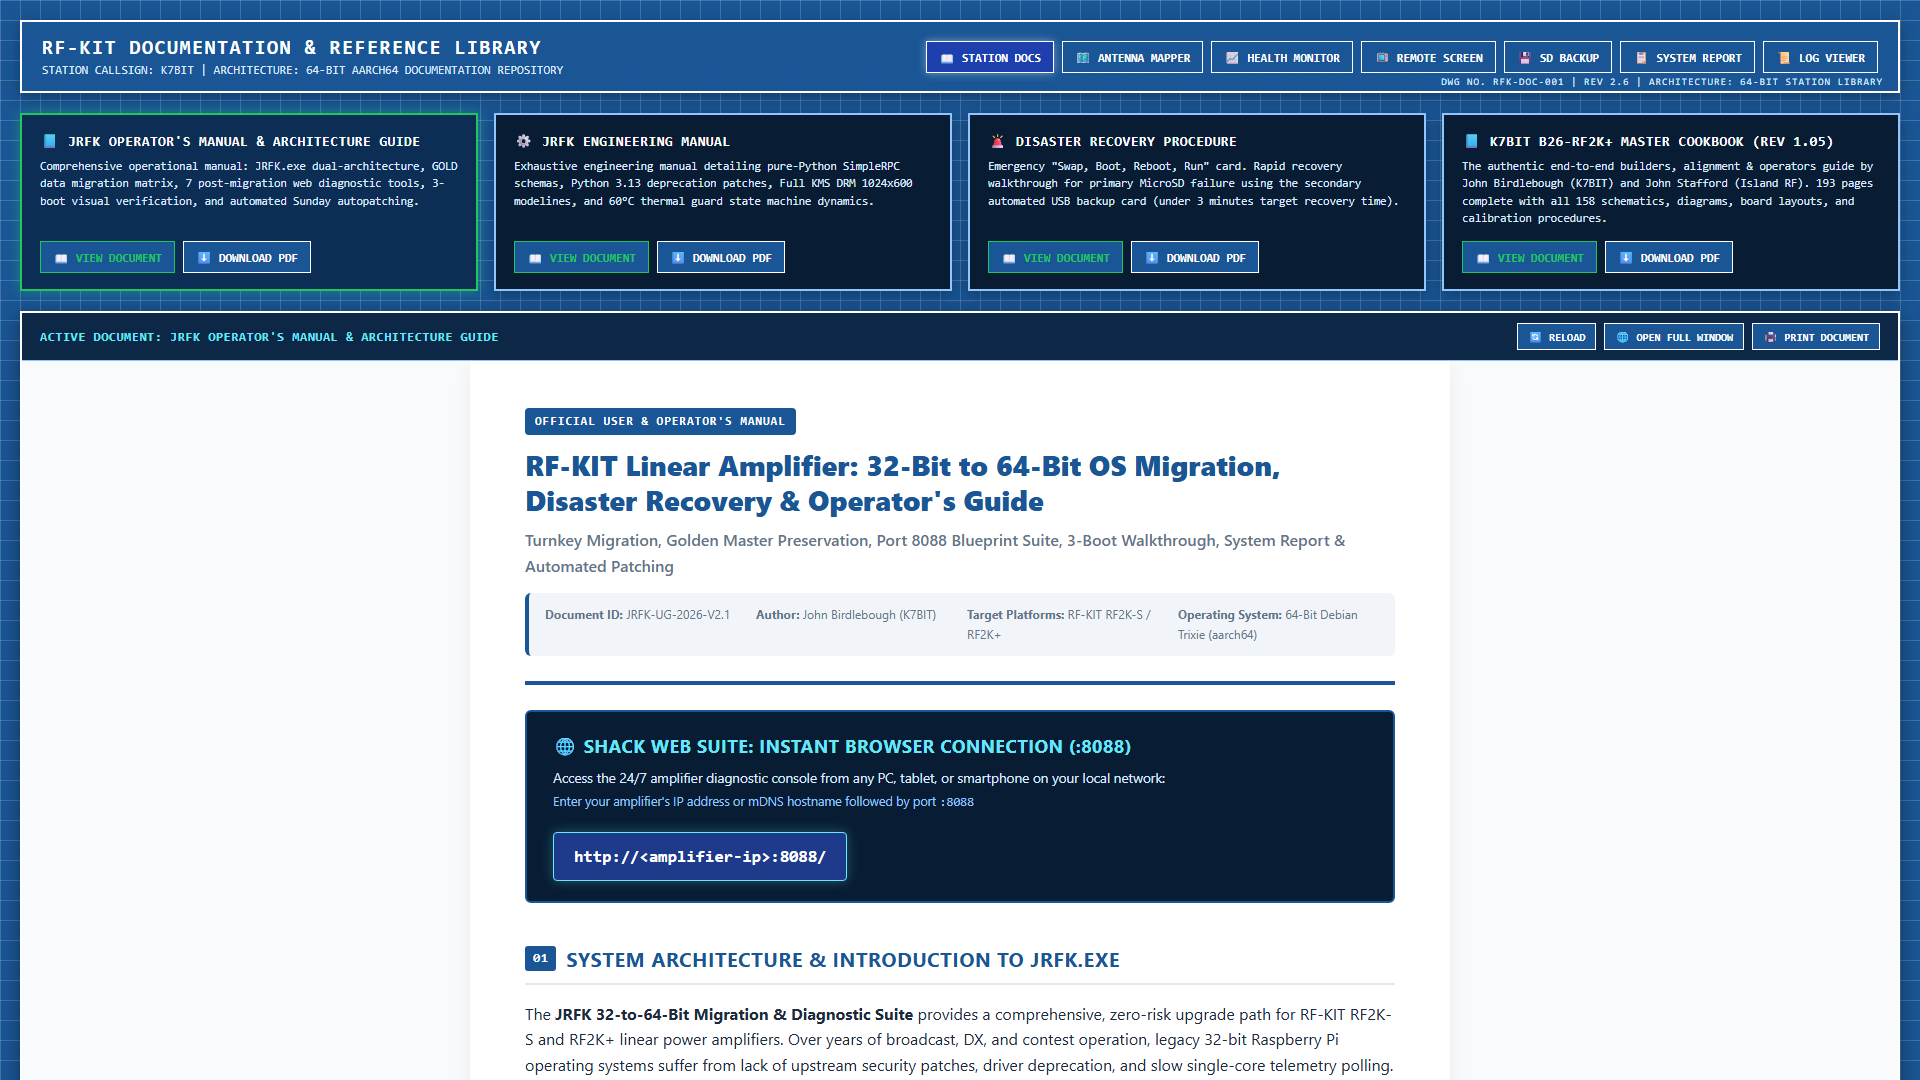 RF-KIT DOCUMENTATION & REFERENCE LIBRARY
STATION CALLSIGN: K7BIT | ARCHITECTURE: 64-BIT AARCH64 DOCUMENTATION REPOSITORY
STATION DOCS
ANTENNA MAPPER
HEALTH MONITOR
REMOTE SCREEN
SD BACKUP
SYSTEM REPORT
LOG VIEWER
DWG NO. RFK-DOC-001 | REV 2.6 | ARCHITECTURE: 64-BIT STATION LIBRARY
JRFK OPERATOR'S MANUAL & ARCHITECTURE GUIDE
Comprehensive operational manual: JRFK.exe dual-architecture, GOLD
data migration matrix, 7 post-migration web diagnostic tools, 3-
boot visual verification, and automated Sunday autopatching.
VIEW DOCUMENT
DOWNLOAD PDF
JRFK ENGINEERING MANUAL
Exhaustive engineering manual detailing pure-Python SimpleRPC
schemas, Python 3.13 deprecation patches, Full KMS DRM 1024x600
modelines, and 60°C thermal guard state machine dynamics.
VIEW DOCUMENT
DOWNLOAD PDF
DISASTER RECOVERY PROCEDURE
Emergency "Swap, Boot, Reboot, Run" card. Rapid recovery
walkthrough for primary MicroSD failure using the secondary
automated USB backup card (under 3 minutes target recovery time).
VIEW DOCUMENT
DOWNLOAD PDF
K7BIT B26-RF2K+ MASTER COOKBOOK (REV 1.05)
The authentic end-to-end builders, alignment & operators guide by
John Birdlebough (K7BIT) and John Stafford (Island RF). 193 pages
complete with all 158 schematics, diagrams, board layouts, and
calibration procedures.
VIEW DOCUMENT
DOWNLOAD PDF
ACTIVE DOCUMENT: JRFK OPERATOR'S MANUAL & ARCHITECTURE GUIDE
RELOAD
OPEN FULL WINDOW
PRINT DOCUMENT
OFFICIAL USER & OPERATOR'S MANUAL
RF-KIT Linear Amplifier: 32-Bit to 64-Bit OS Migration,
Disaster Recovery & Operator's Guide
Turnkey Migration, Golden Master Preservation, Port 8088 Blueprint Suite, 3-Boot Walkthrough, System Report &
Automated Patching
Document ID: JRFK-UG-2026-V2.1
Author: John Birdlebough (K7BIT)
Target Platforms: RF-KIT RF2K-S /
RF2K+
Operating System: 64-Bit Debian
Trixie (aarch64)
SHACK WEB SUITE: INSTANT BROWSER CONNECTION (:8088)
Access the 24/7 amplifier diagnostic console from any PC, tablet, or smartphone on your local network:
Enter your amplifier's IP address or mDNS hostname followed by port :8088
http://<amplifier-ip>:8088/
01 SYSTEM ARCHITECTURE & INTRODUCTION TO JRFK.EXE
The JRFK 32-to-64-Bit Migration & Diagnostic Suite provides a comprehensive, zero-risk upgrade path for RF-KIT RF2K-
S and RF2K+ linear power amplifiers. Over years of broadcast, DX, and contest operation, legacy 32-bit Raspberry Pi
operating systems suffer from lack of upstream security patches, driver deprecation, and slow single-core telemetry polling.